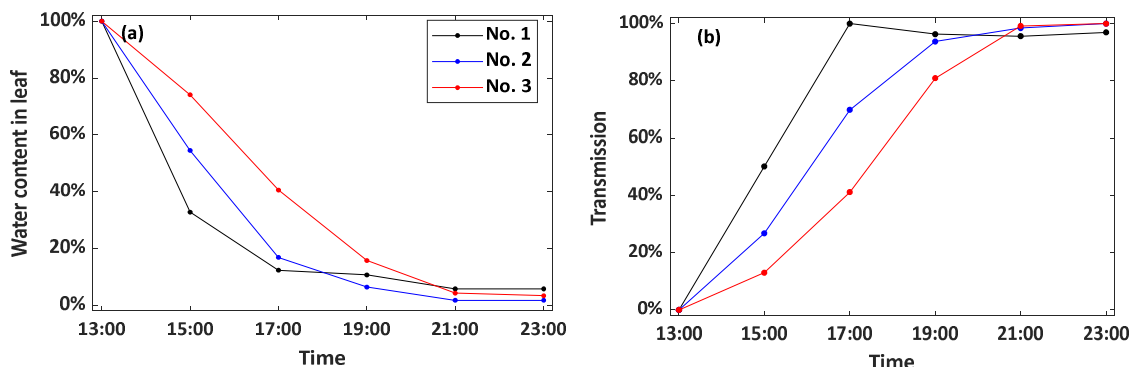 (a)
No. 1
No. 2
No. 3
100%
80%
60%
40%
20%
0%
Water content in leaf
13:00 15:00 17:00 19:00 21:00 23:00
Time
(b)
100%
80%
60%
40%
20%
0%
Transmission
13:00 15:00 17:00 19:00 21:00 23:00
Time